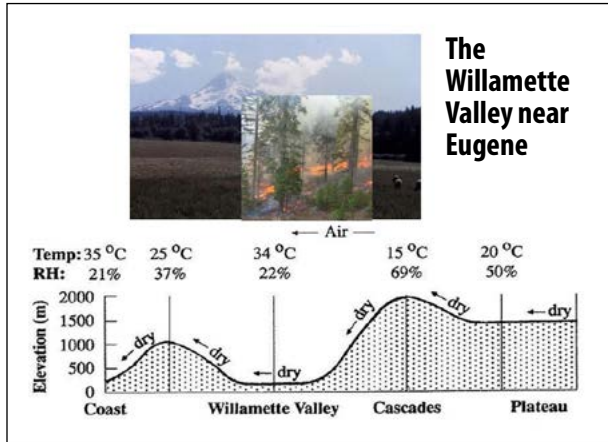 The
Willamette
Valley near
Eugene
← Air
Temp: 35 °C 25 °C 34 °C 15 °C 20 °C
RH: 21% 37% 22% 69% 50%
Elevation (m)
2000
1500
1000
500
0
dry dry dry dry dry dry
Coast Willamette Valley Cascades Plateau